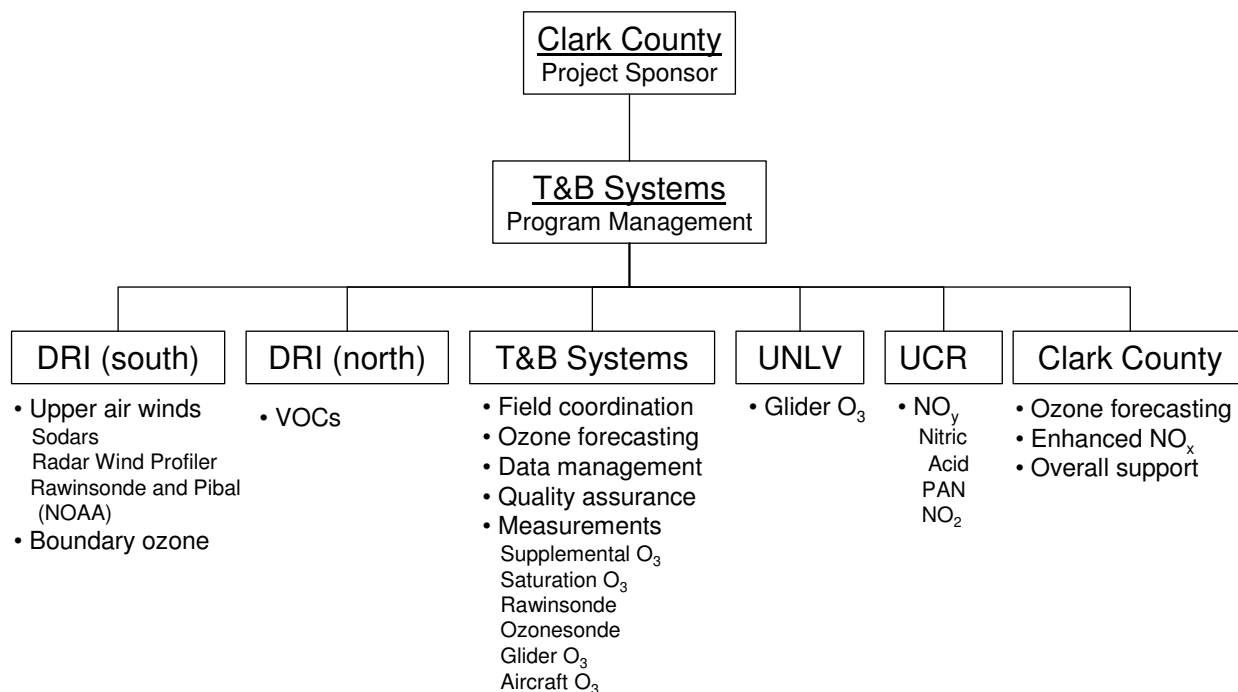 Clark County
Project Sponsor
T&B Systems
Program Management
DRI (south)
• Upper air winds
Sodars
Radar Wind Profiler
Rawinsonde and Pibal
(NOAA)
• Boundary ozone
DRI (north)
• VOCs
T&B Systems
• Field coordination
• Ozone forecasting
• Data management
• Quality assurance
• Measurements
Supplemental O3
Saturation O3
Rawinsonde
Ozonesonde
Glider O3
Aircraft O3
UNLV
• Glider O3
UCR
• NOy
Nitric
Acid
PAN
NO2
Clark County
• Ozone forecasting
• Enhanced NOx
• Overall support